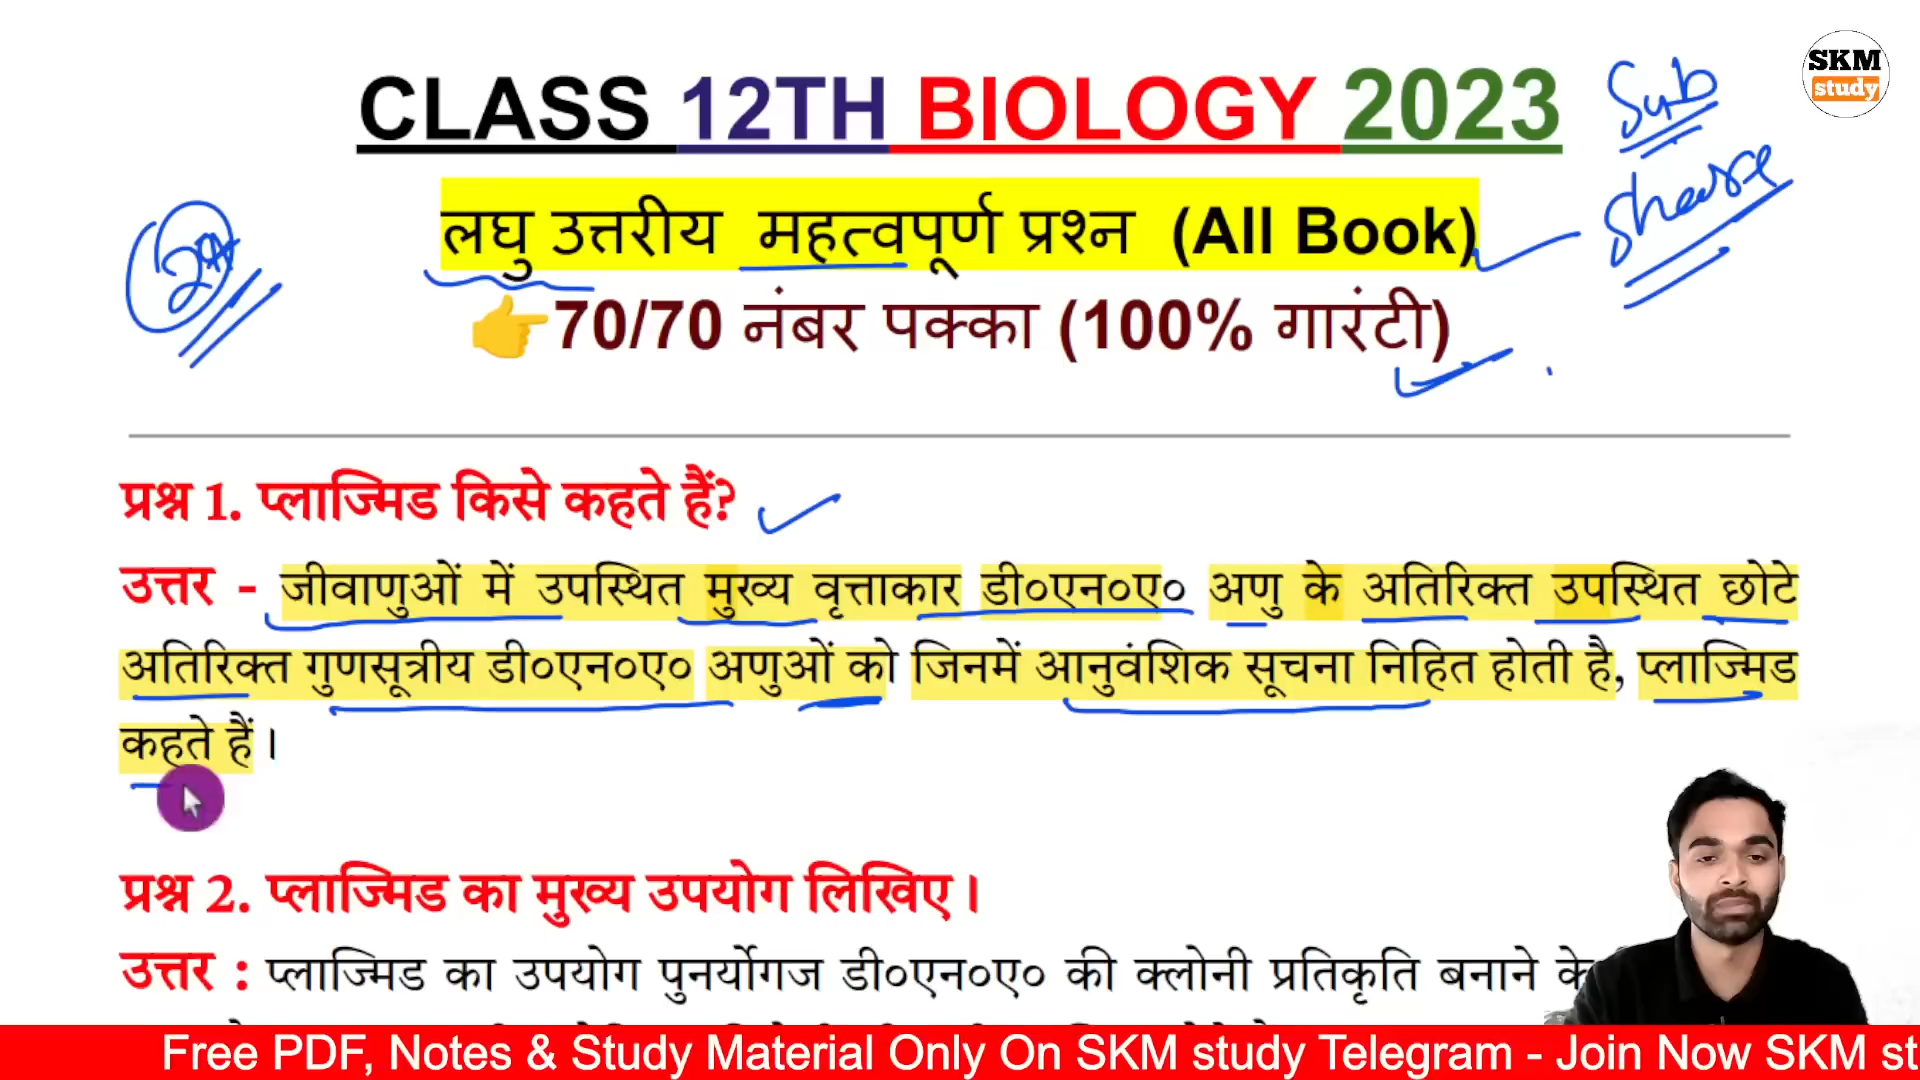 SKM
study
CLASS 12TH BIOLOGY 2023
Sub
Share
लघु उत्तरीय महत्वपूर्ण प्रश्न (All Book)
👉70/70 नंबर पक्का (100% गारंटी)
प्रश्न 1. प्लाज्मिड किसे कहते हैं?
उत्तर - जीवाणुओं में उपस्थित मुख्य वृत्ताकार डी०एन०ए० अणु के अतिरिक्त उपस्थित छोटे
अतिरिक्त गुणसूत्रीय डी०एन०ए० अणुओं को जिनमें आनुवंशिक सूचना निहित होती है, प्लाज्मिड
कहते हैं।
प्रश्न 2. प्लाज्मिड का मुख्य उपयोग लिखिए।
उत्तर : प्लाज्मिड का उपयोग पुनर्योगज डी०एन०ए० की क्लोनी प्रतिकृति बनाने के
Free PDF, Notes & Study Material Only On SKM study Telegram - Join Now SKM st